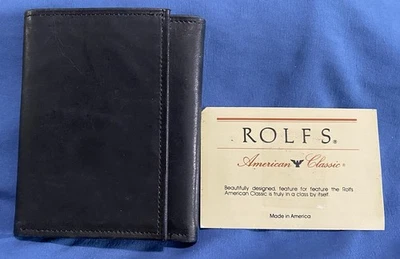 ROLFS®
American Classic®
Beautifully designed, feature for feature the Rolfs
American Classic is truly in a class by itself.
Made in America